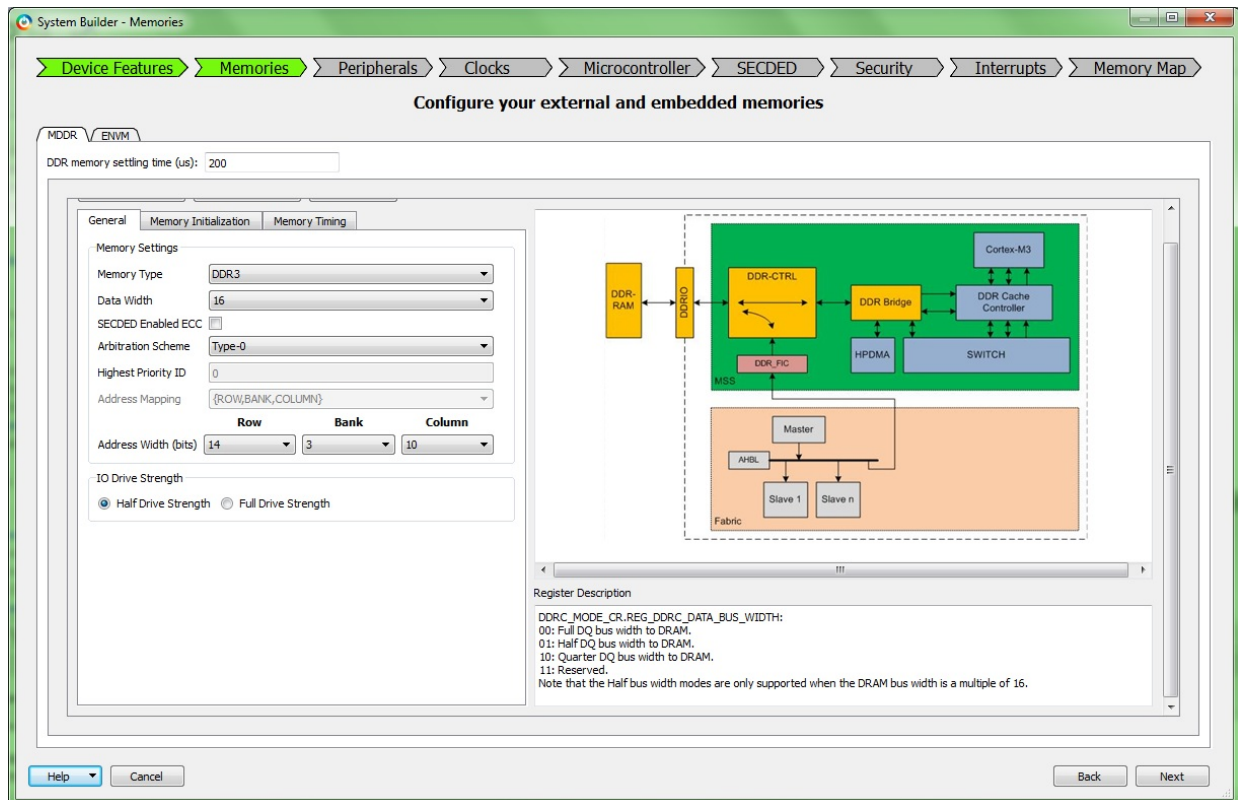 System Builder - Memories
Device Features
Memories
Peripherals
Clocks
Microcontroller
SECDED
Security
Interrupts
Memory Map
Configure your external and embedded memories
MDDR
ENVM
DDR memory settling time (us): 200
General
Memory Initialization
Memory Timing
Memory Settings
Memory Type DDR3
Data Width 16
SECDED Enabled ECC
Arbitration Scheme Type-0
Highest Priority ID 0
Address Mapping {ROW,BANK,COLUMN}
Row Bank Column
Address Width (bits) 14 3 10
IO Drive Strength
Half Drive Strength Full Drive Strength
DDR-
RAM
DDRIO
DDR-CTRL
DDR_FIC
DDR Bridge
Cortex-M3
DDR Cache
Controller
HPDMA
SWITCH
MSS
Master
AHBL
Slave 1
Slave n
Fabric
Register Description
DDRC_MODE_CR.REG_DDRC_DATA_BUS_WIDTH:
00: Full DQ bus width to DRAM.
01: Half DQ bus width to DRAM.
10: Quarter DQ bus width to DRAM.
11: Reserved.
Note that the Half bus width modes are only supported when the DRAM bus width is a multiple of 16.
Help
Cancel
Back
Next